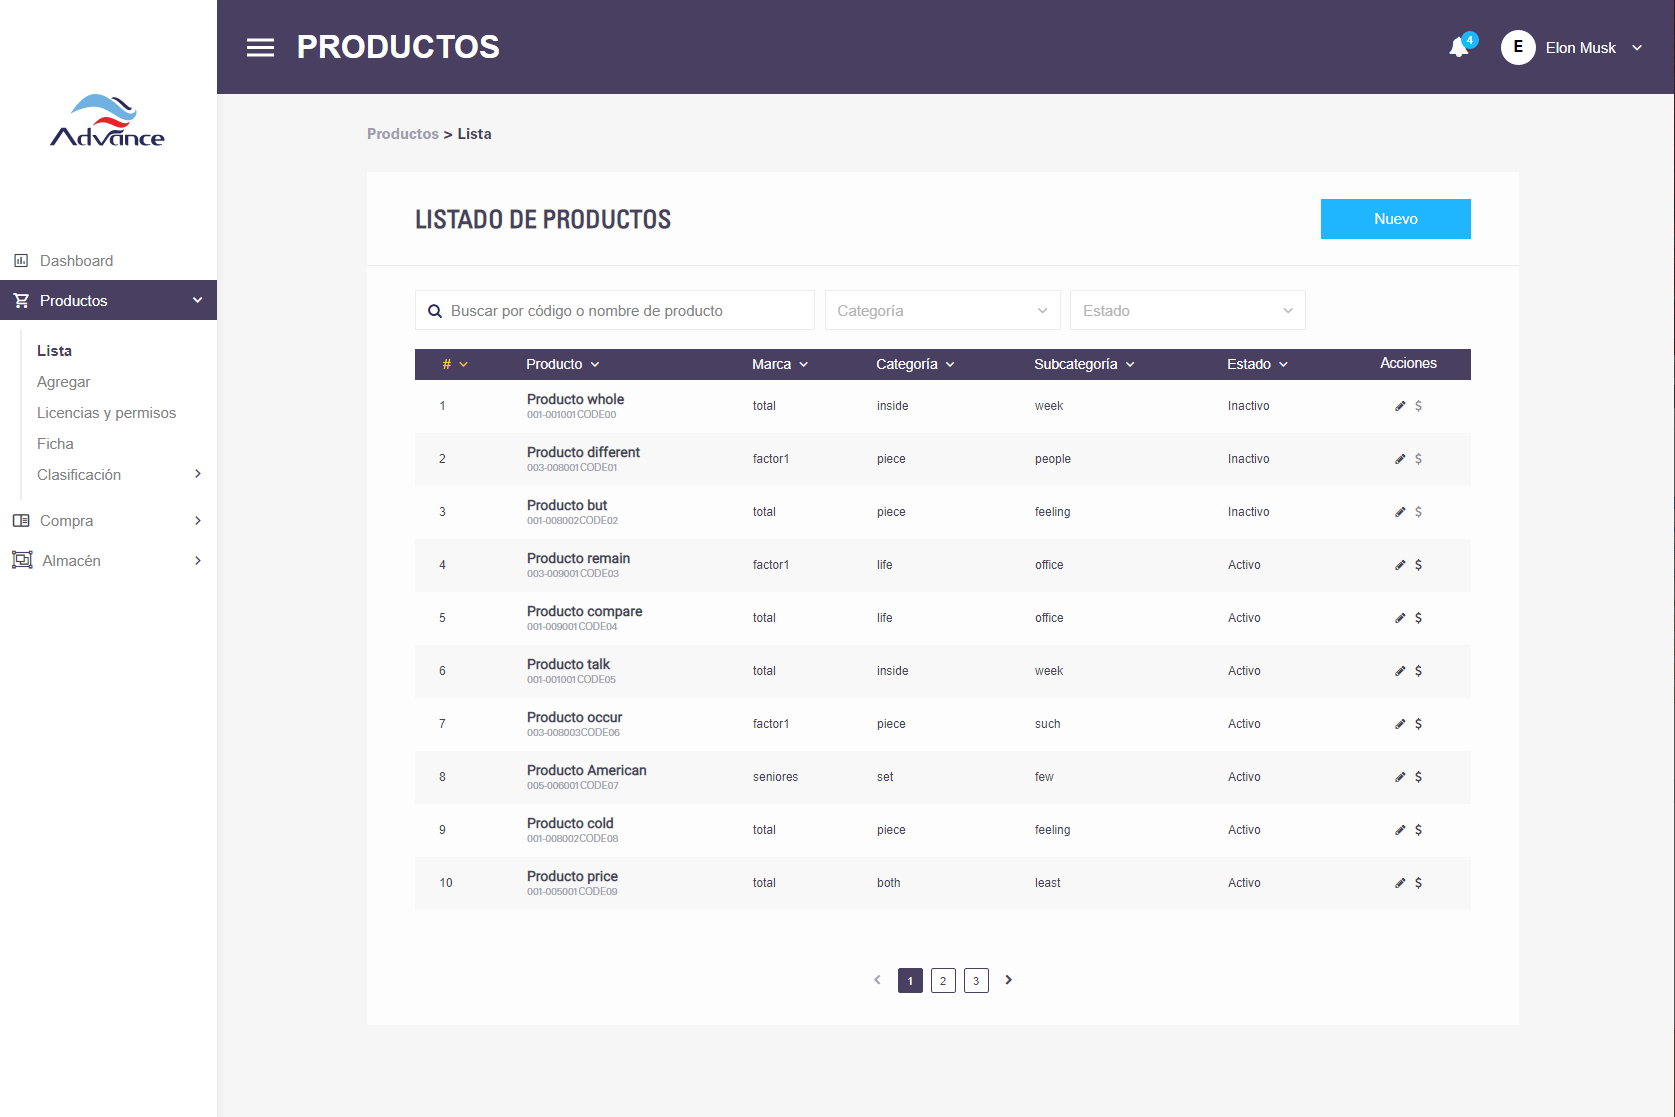 PRODUCTOS
4
E
Elon Musk
Advance
Productos > Lista
LISTADO DE PRODUCTOS
Nuevo
Dashboard
Productos
Lista
Agregar
Licencias y permisos
Ficha
Clasificación
Compra
Almacén
Buscar por código o nombre de producto
Categoría
Estado
# Producto Marca Categoría Subcategoría Estado Acciones
1 Producto whole total inside week Inactivo $
001-001001CODE00
2 Producto different factor1 piece people Inactivo $
003-008001CODE01
3 Producto but total piece feeling Inactivo $
001-008002CODE02
4 Producto remain factor1 life office Activo $
003-009001CODE03
5 Producto compare total life office Activo $
001-009001CODE04
6 Producto talk total inside week Activo $
001-001001CODE05
7 Producto occur factor1 piece such Activo $
003-008003CODE06
8 Producto American seniores set few Activo $
005-006001CODE07
9 Producto cold total piece feeling Activo $
001-008002CODE08
10 Producto price total both least Activo $
001-005001CODE09
1 2 3